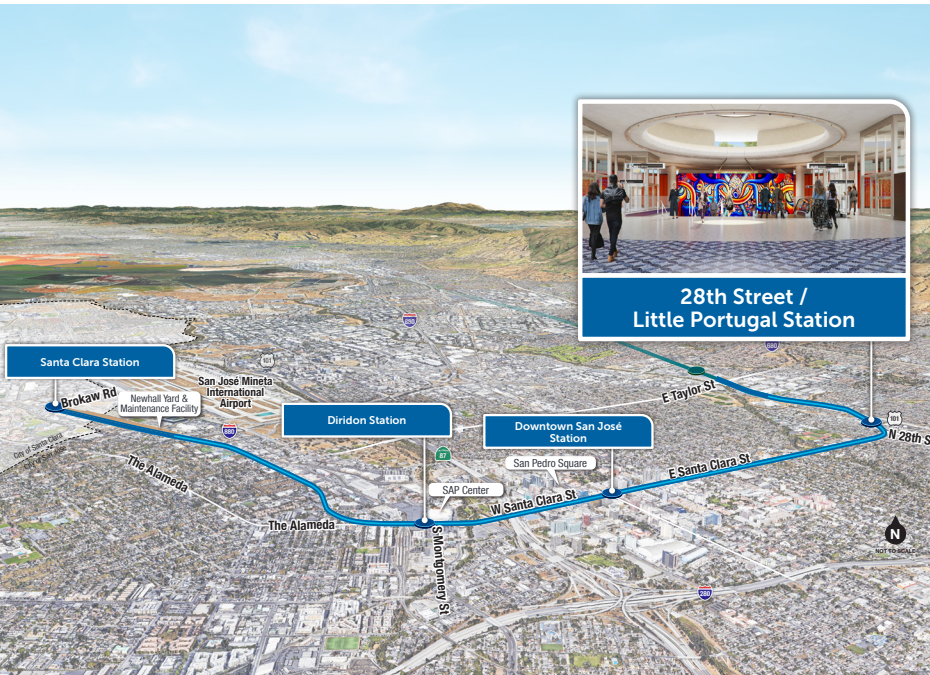 28th Street /
Little Portugal Station
680
680
101
Santa Clara Station
San José Mineta
International
Airport
E Taylor St
Brokaw Rd
Newhall Yard &
Maintenance Facility
Diridon Station
Downtown San José
Station
101
N 28th S
880
City of Santa Clara
87
San Pedro Square
E Santa Clara St
The Alameda
SAP Center
W Santa Clara St
The Alameda
S Montgomery St
N
NOT TO SCALE
280